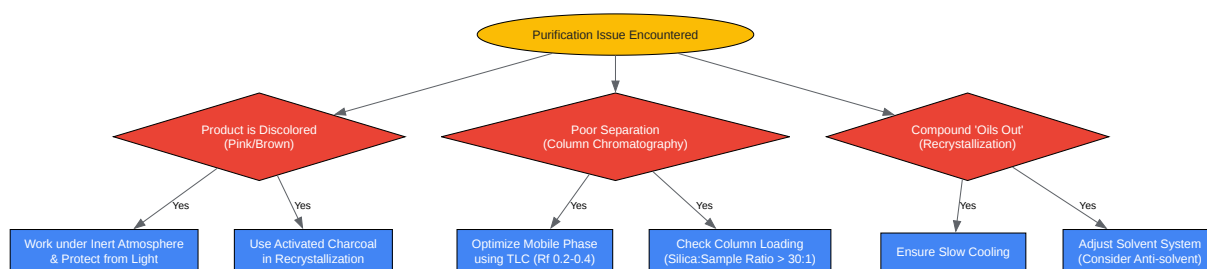 Purification Issue Encountered
Product is Discolored
(Pink/Brown)
Poor Separation
(Column Chromatography)
Compound 'Oils Out'
(Recrystallization)
Yes
Yes
Yes
Yes
Yes
Yes
Work under Inert Atmosphere
& Protect from Light
Use Activated Charcoal
in Recrystallization
Optimize Mobile Phase
using TLC (Rf 0.2-0.4)
Check Column Loading
(Silica:Sample Ratio > 30:1)
Ensure Slow Cooling
Adjust Solvent System
(Consider Anti-solvent)